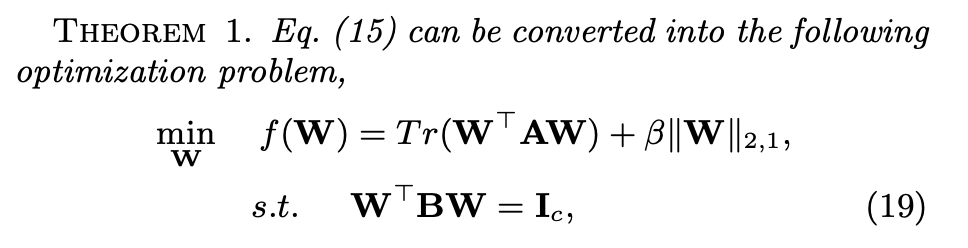 THEOREM 1. Eq. (15) can be converted into the following
optimization problem,
min_W f(W) = Tr(W^⊤AW) + β‖W‖_{2,1},
s.t. W^⊤BW = I_c, (19)